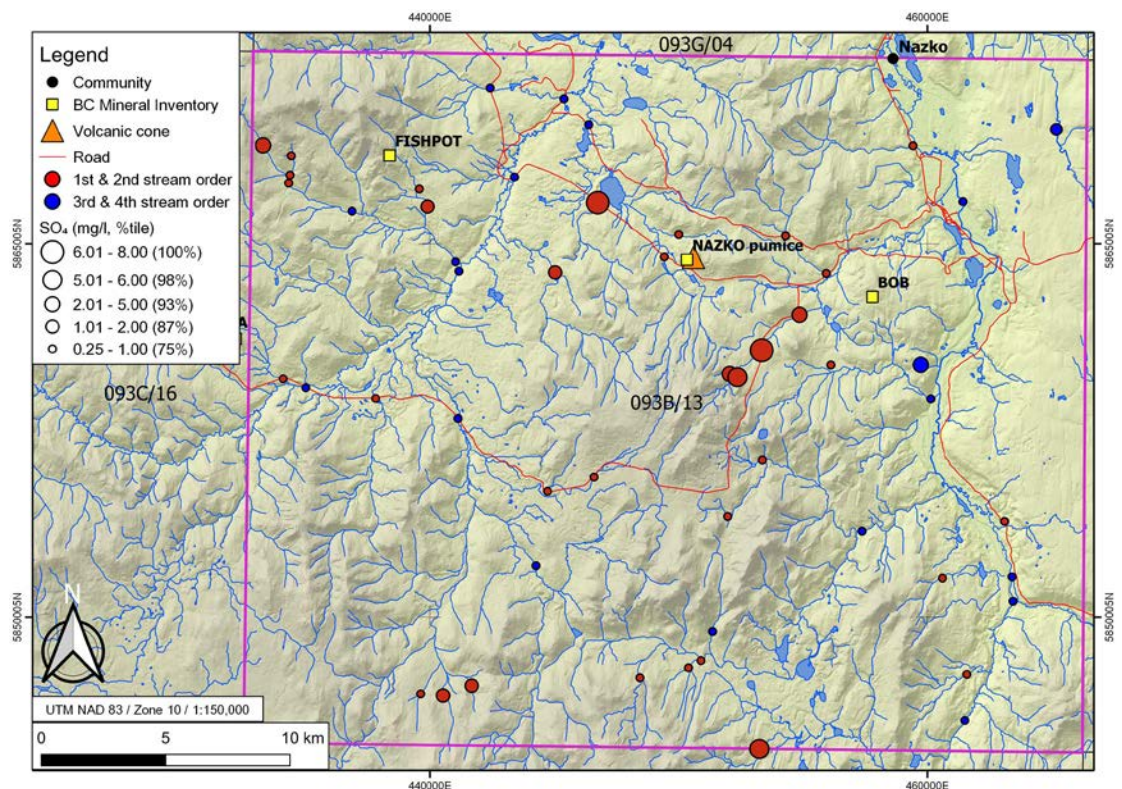 440000E
460000E
093G/04
Nazko
Legend
Community
BC Mineral Inventory
Volcanic cone
Road
1st & 2nd stream order
3rd & 4th stream order
SO₄ (mg/l, %tile)
6.01 - 8.00 (100%)
5.01 - 6.00 (98%)
2.01 - 5.00 (93%)
1.01 - 2.00 (87%)
0.25 - 1.00 (75%)
FISHPOT
5865005N
5865005N
NAZKO pumice
BOB
A
093C/16
093B/13
N
5850005N
5850005N
UTM NAD 83 / Zone 10 / 1:150,000
0 5 10 km
440000E
460000E